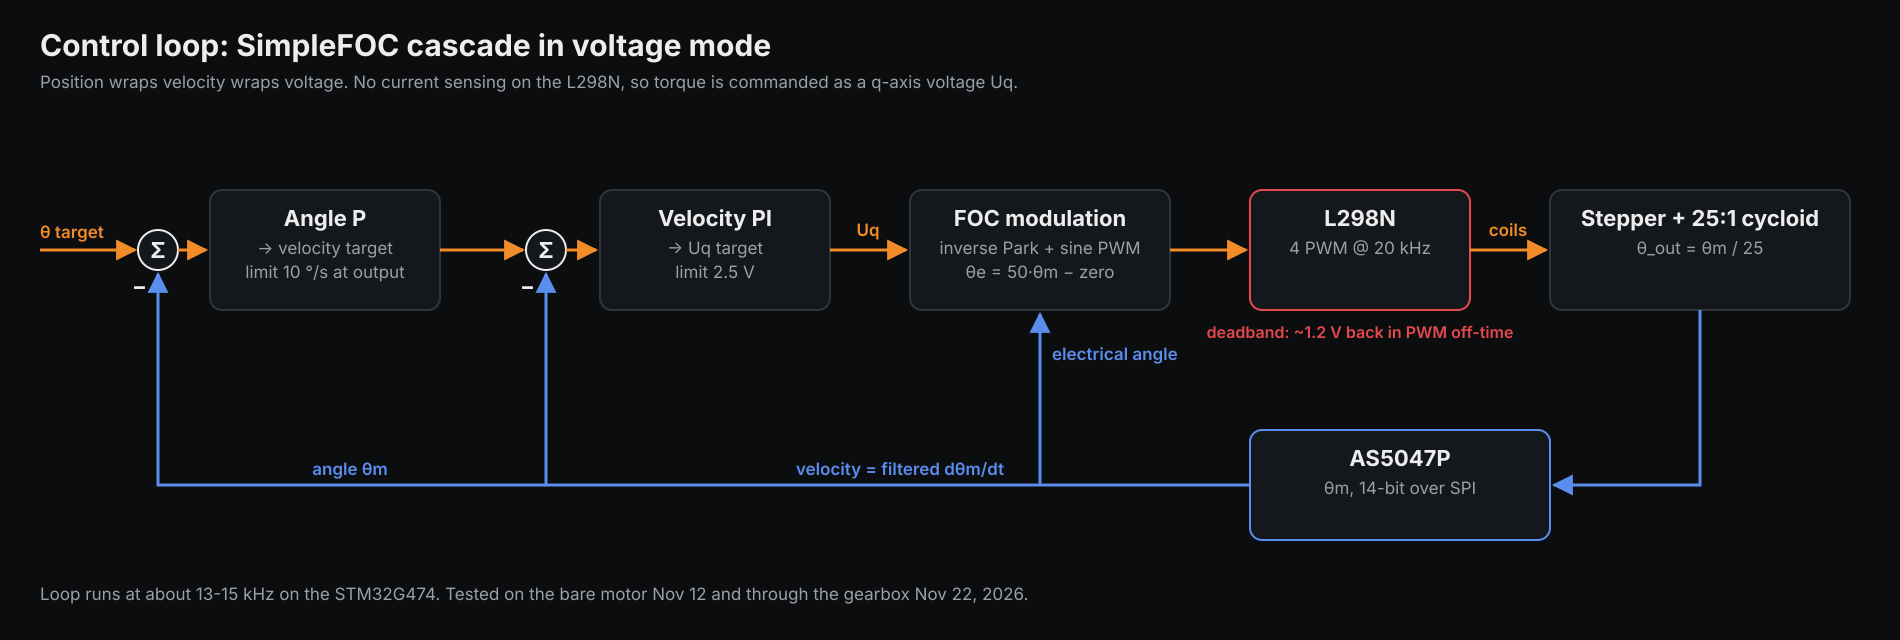 Control loop: SimpleFOC cascade in voltage mode
Position wraps velocity wraps voltage. No current sensing on the L298N, so torque is commanded as a q-axis voltage Uq.
θ target
Σ
−
Angle P
→ velocity target
limit 10 °/s at output
Σ
−
Velocity PI
→ Uq target
limit 2.5 V
Uq
FOC modulation
inverse Park + sine PWM
θe = 50·θm − zero
L298N
4 PWM @ 20 kHz
deadband: ~1.2 V back in PWM off-time
coils
Stepper + 25:1 cycloid
θ_out = θm / 25
electrical angle
angle θm
velocity = filtered dθm/dt
AS5047P
θm, 14-bit over SPI
Loop runs at about 13-15 kHz on the STM32G474. Tested on the bare motor Nov 12 and through the gearbox Nov 22, 2026.